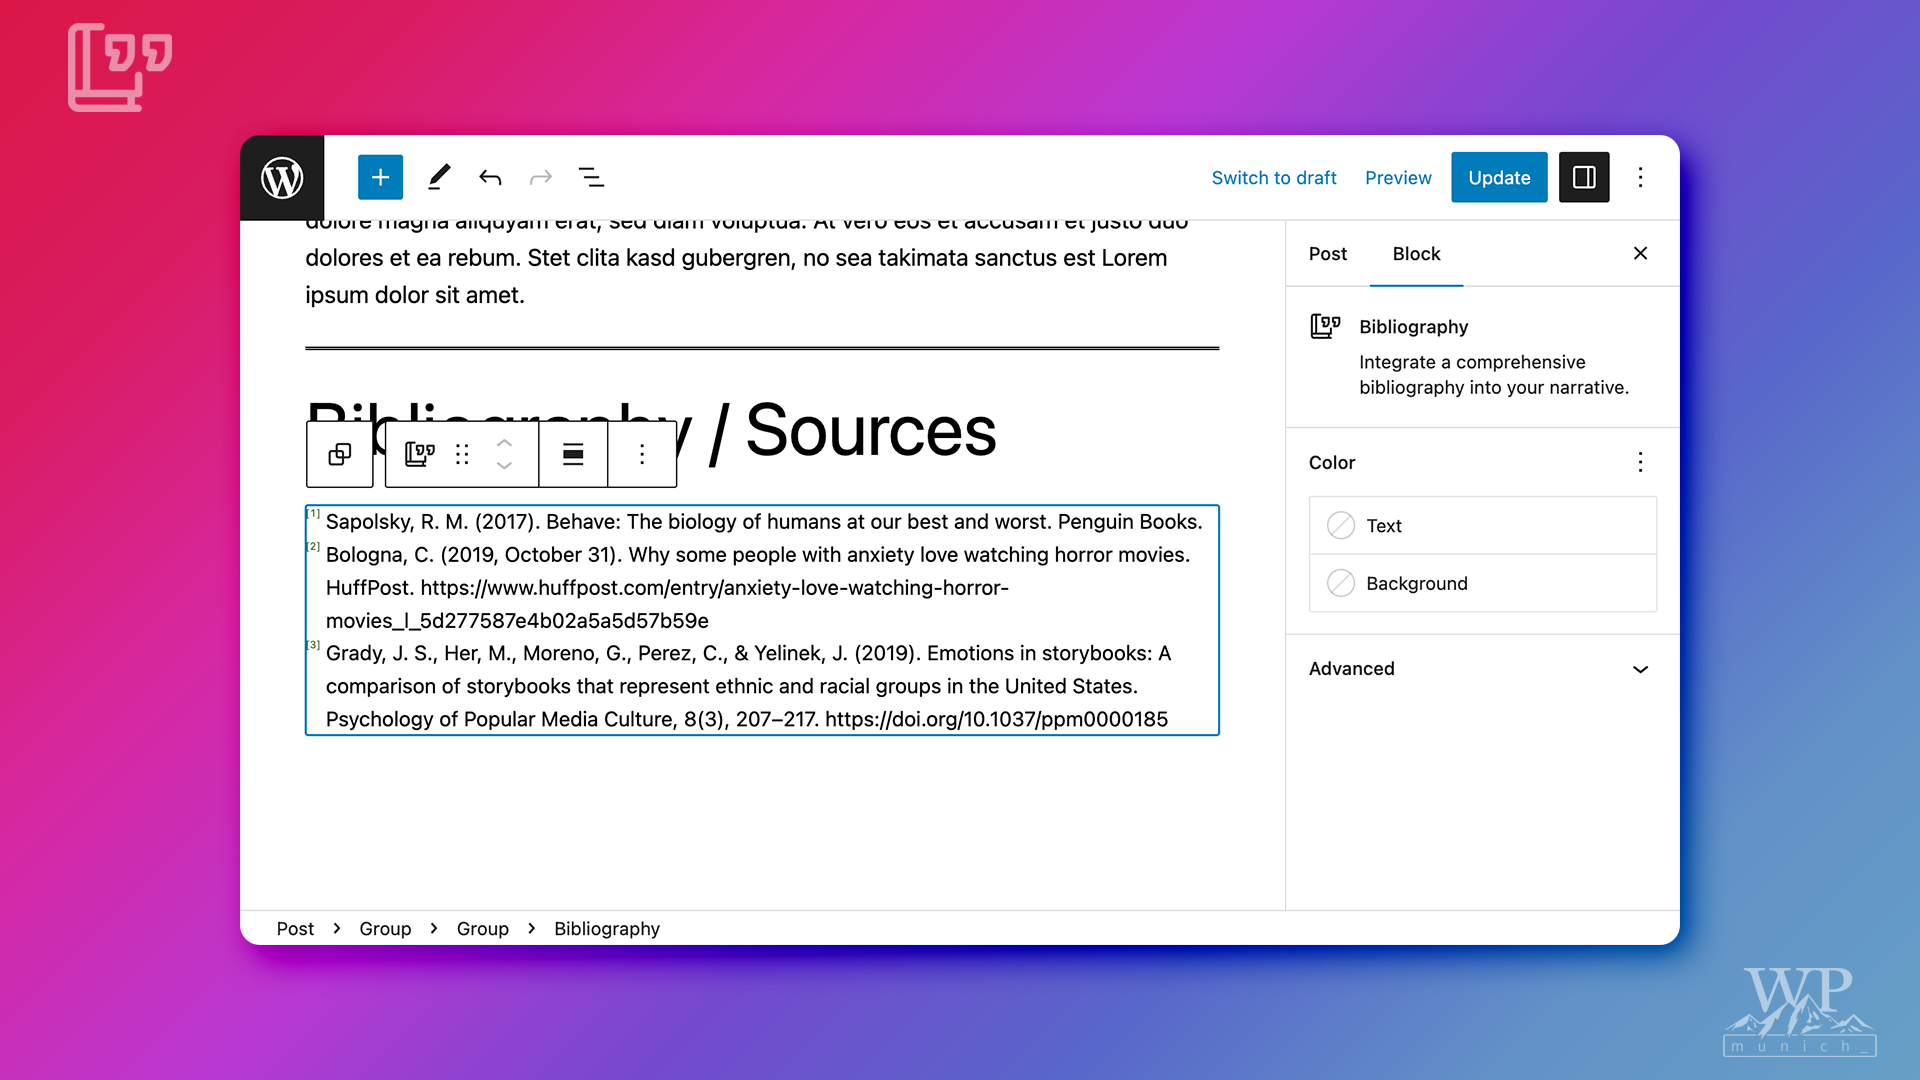 Switch to draft Preview Update
dolore magna aliquyam erat, sed diam voluptua. At vero eos et accusam et justo duo
dolores et ea rebum. Stet clita kasd gubergren, no sea takimata sanctus est Lorem
ipsum dolor sit amet.
Bibliography / Sources
[1] Sapolsky, R. M. (2017). Behave: The biology of humans at our best and worst. Penguin Books.
[2] Bologna, C. (2019, October 31). Why some people with anxiety love watching horror movies.
HuffPost. https://www.huffpost.com/entry/anxiety-love-watching-horror-
movies_l_5d277587e4b02a5a5d57b59e
[3] Grady, J. S., Her, M., Moreno, G., Perez, C., & Yelinek, J. (2019). Emotions in storybooks: A
comparison of storybooks that represent ethnic and racial groups in the United States.
Psychology of Popular Media Culture, 8(3), 207–217. https://doi.org/10.1037/ppm0000185
Post Block
Bibliography
Integrate a comprehensive
bibliography into your narrative.
Color
Text
Background
Advanced
Post > Group > Group > Bibliography
WP
munich_